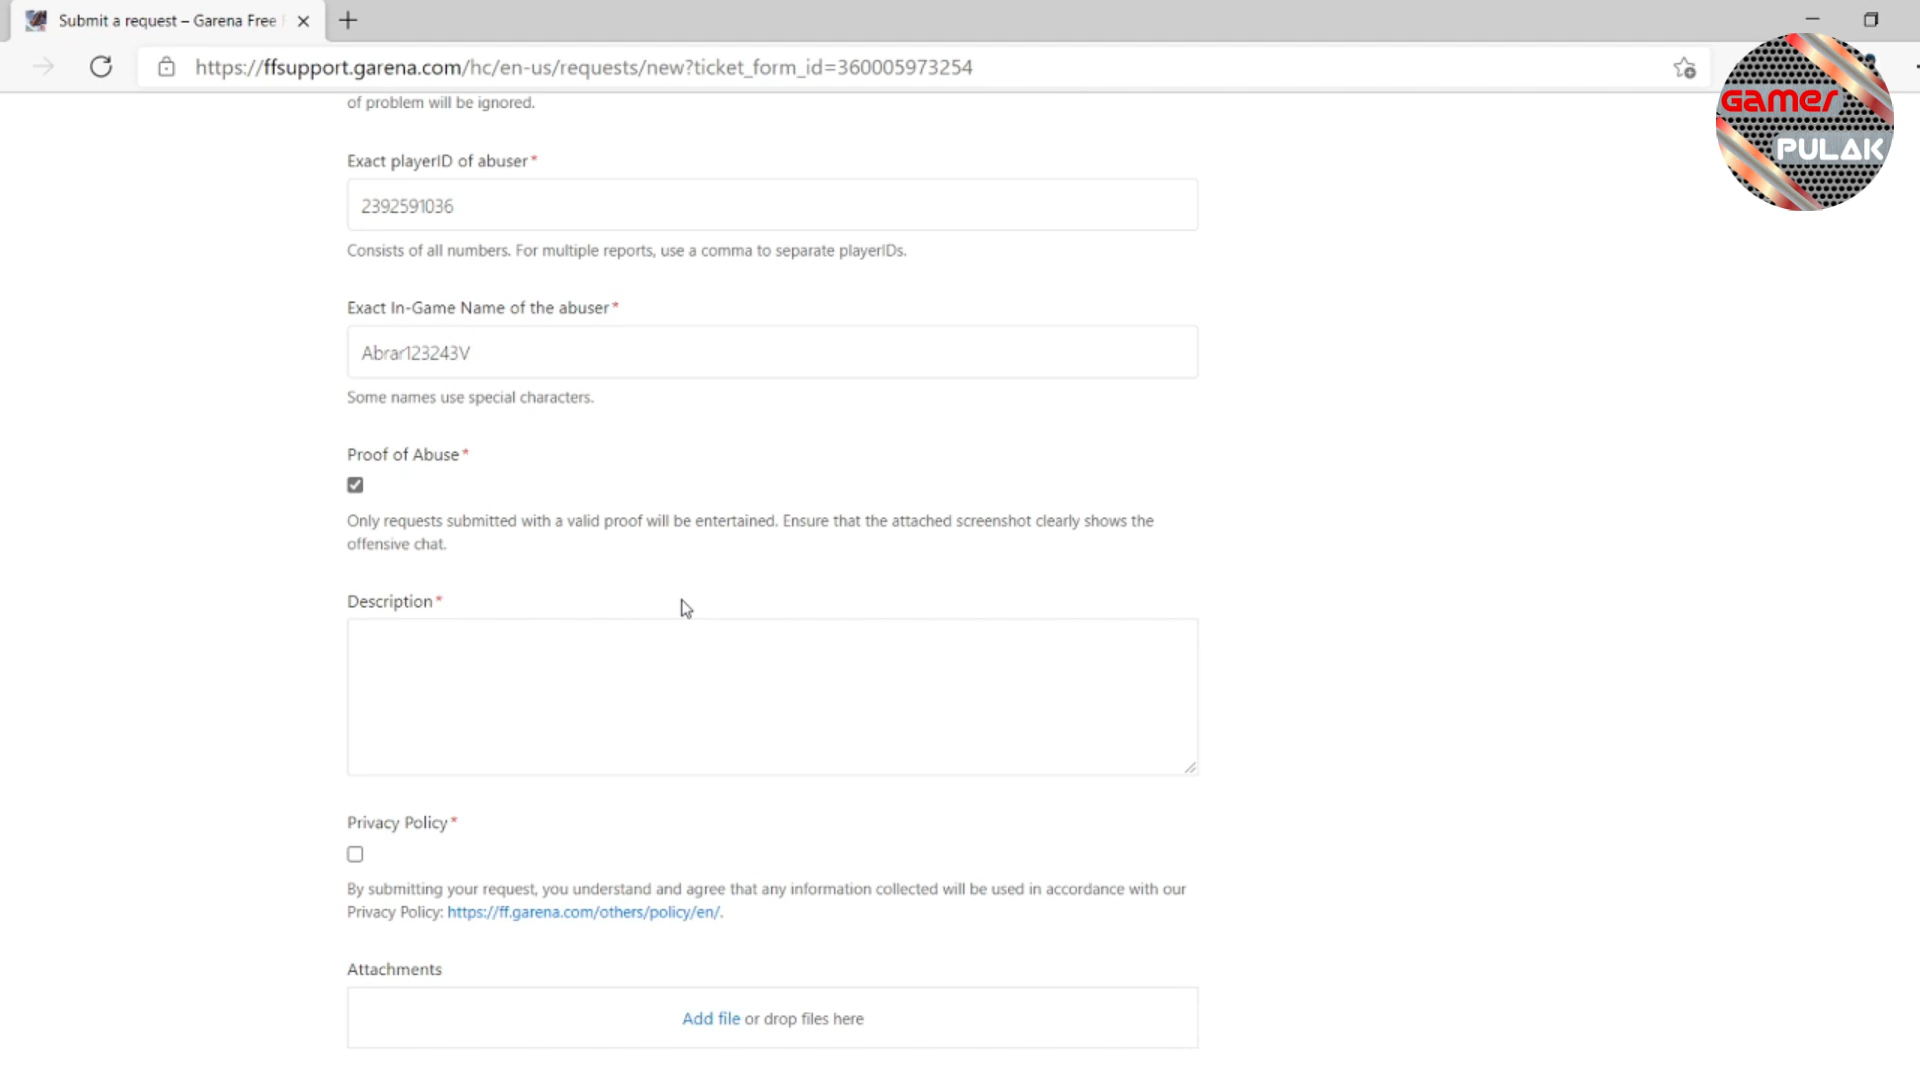 Submit a request – Garena Free
https://ffsupport.garena.com/hc/en-us/requests/new?ticket_form_id=360005973254
GAMER
PULAK
of problem will be ignored.
Exact playerID of abuser*
2392591036
Consists of all numbers. For multiple reports, use a comma to separate playerIDs.
Exact In-Game Name of the abuser*
Abrar123243V
Some names use special characters.
Proof of Abuse*
Only requests submitted with a valid proof will be entertained. Ensure that the attached screenshot clearly shows the
offensive chat.
Description*
Privacy Policy*
By submitting your request, you understand and agree that any information collected will be used in accordance with our
Privacy Policy: https://ff.garena.com/others/policy/en/.
Attachments
Add file or drop files here